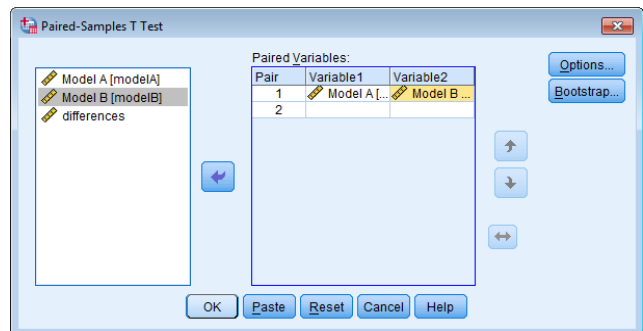 Paired-Samples T Test
Paired Variables:
Model A [modelA]
Model B [modelB]
differences
Pair Variable1 Variable2
1 Model A [... Model B ...
2
Options...
Bootstrap...
OK Paste Reset Cancel Help